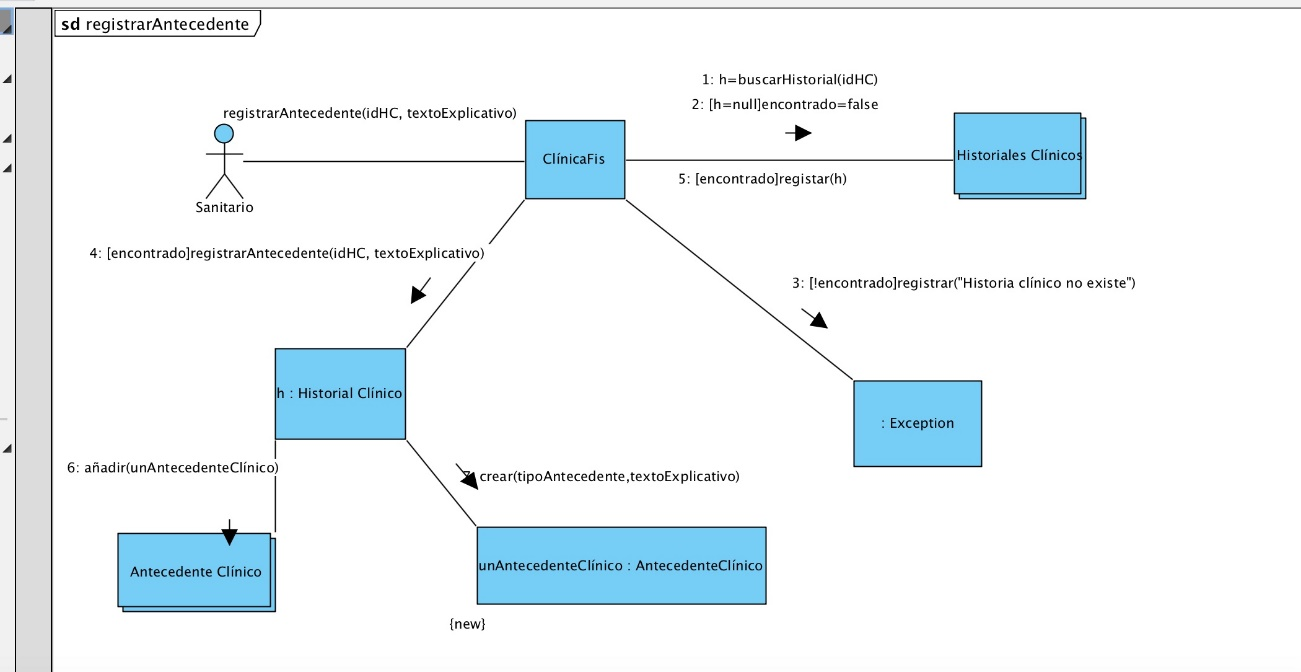 sd registrarAntecedente
1: h=buscarHistorial(idHC)
2: [h=null]encontrado=false
registrarAntecedente(idHC, textoExplicativo)
ClínicaFis
Historiales Clínicos
5: [encontrado]registar(h)
Sanitario
4: [encontrado]registrarAntecedente(idHC, textoExplicativo)
3: [!encontrado]registrar("Historia clínico no existe")
h : Historial Clínico
: Exception
6: añadir(unAntecedenteClínico)
crear(tipoAntecedente,textoExplicativo)
Antecedente Clínico
unAntecedenteClínico : AntecedenteClínico
{new}